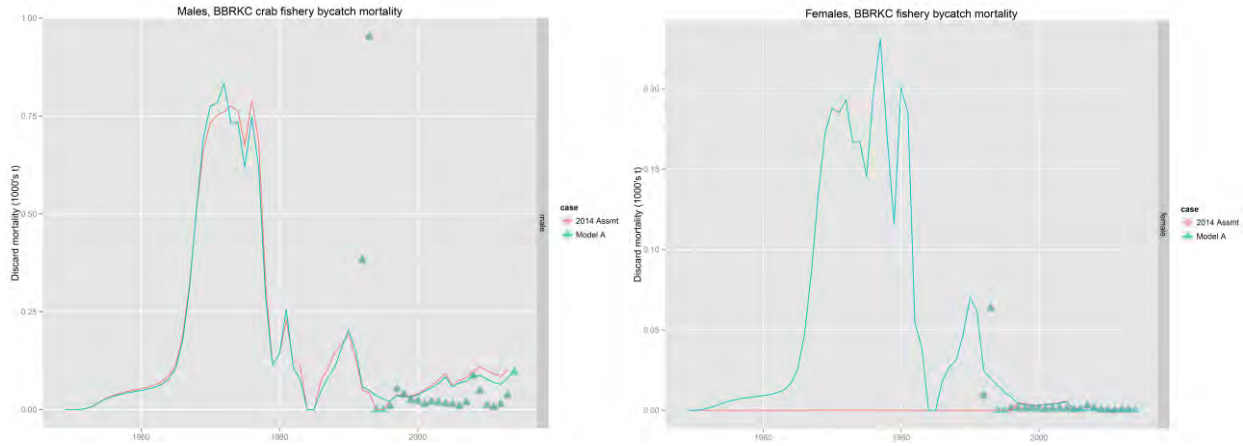 Males, BBRKC crab fishery bycatch mortality
1.00
0.75
0.50
0.25
0.00
Discard mortality (1000's t)
1960
1980
2000
male
case
2014 Assmt
Model A
Females, BBRKC fishery bycatch mortality
0.20
0.15
0.10
0.05
0.00
Discard mortality (1000's t)
1960
1980
2000
female
case
2014 Assmt
Model A